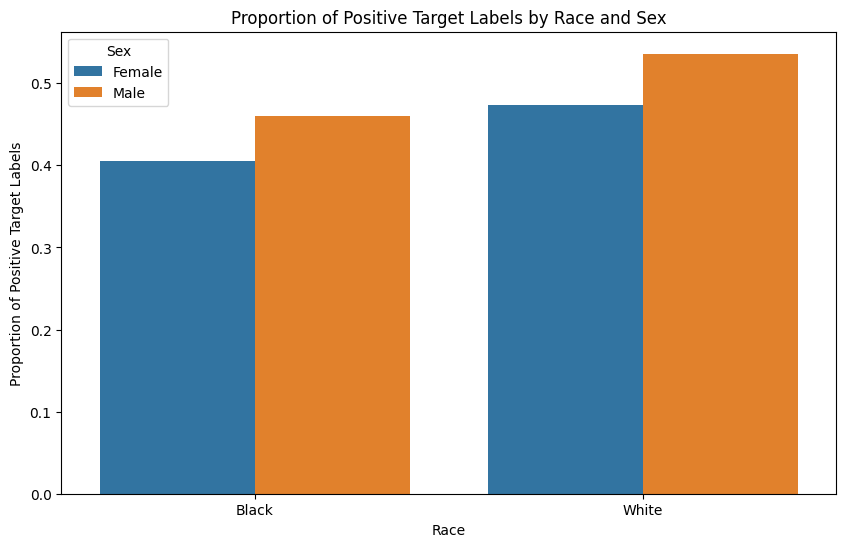 Proportion of Positive Target Labels by Race and Sex
Sex
Female
Male
Proportion of Positive Target Labels
0.5
0.4
0.3
0.2
0.1
0.0
Black
White
Race